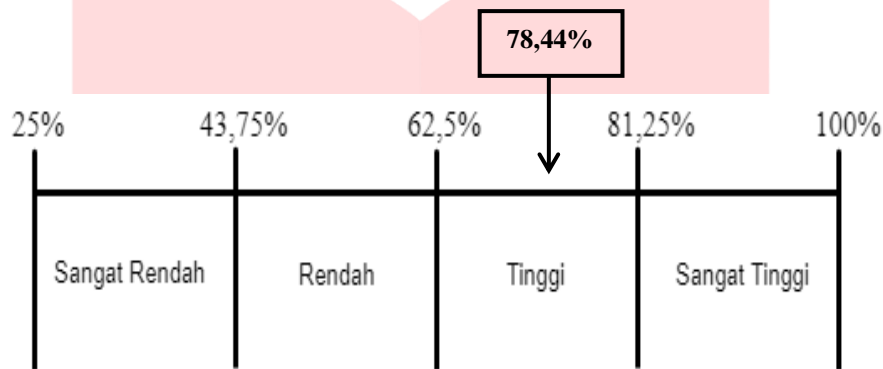 78,44%
25% 43,75% 62,5% 81,25% 100%
Sangat Rendah Rendah Tinggi Sangat Tinggi